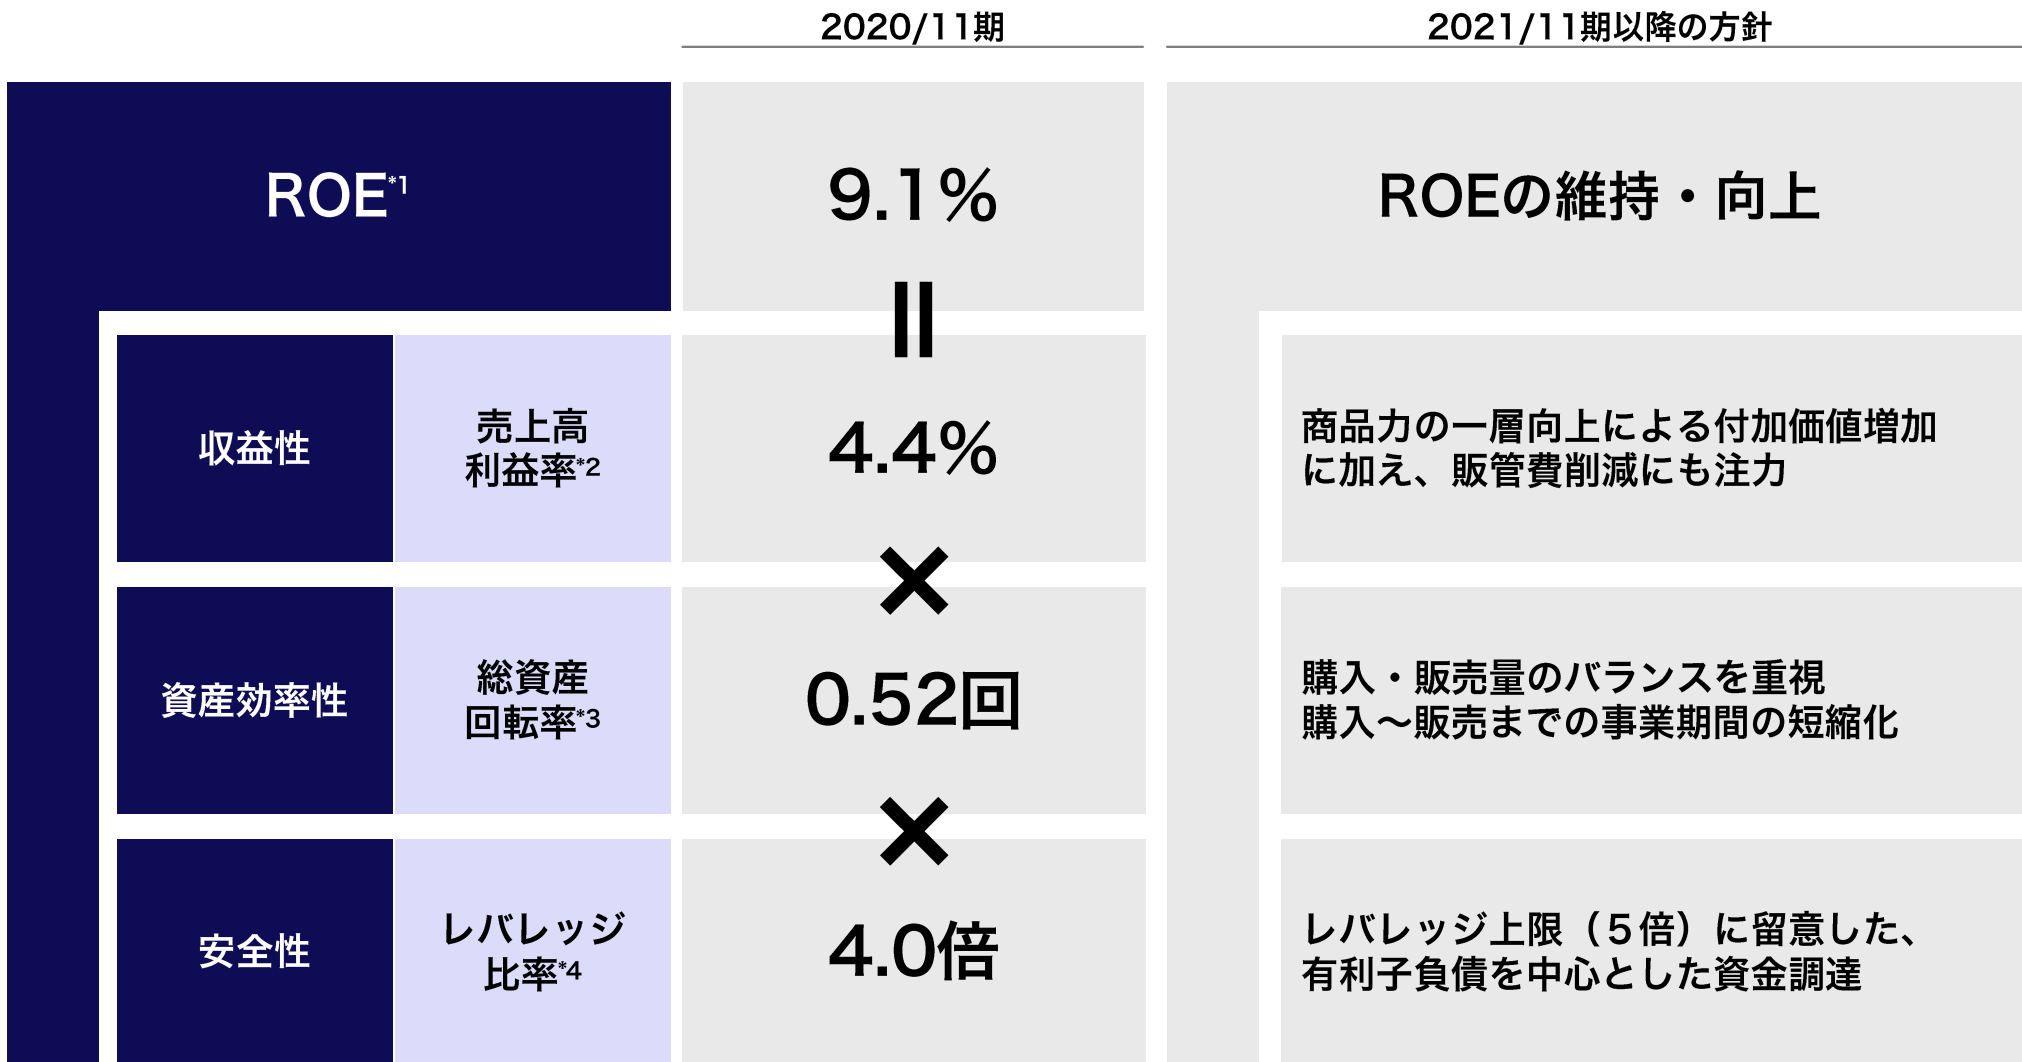 2020/11期
2021/11期以降の方針
ROE*1
9.1%
ROEの維持・向上
=
収益性
売上高
利益率*2
4.4%
商品力の一層向上による付加価値増加
に加え、販管費削減にも注力
×
資産効率性
総資産
回転率*3
0.52回
購入・販売量のバランスを重視
購入～販売までの事業期間の短縮化
×
安全性
レバレッジ
比率*4
4.0倍
レバレッジ上限（５倍）に留意した、
有利子負債を中心とした資金調達